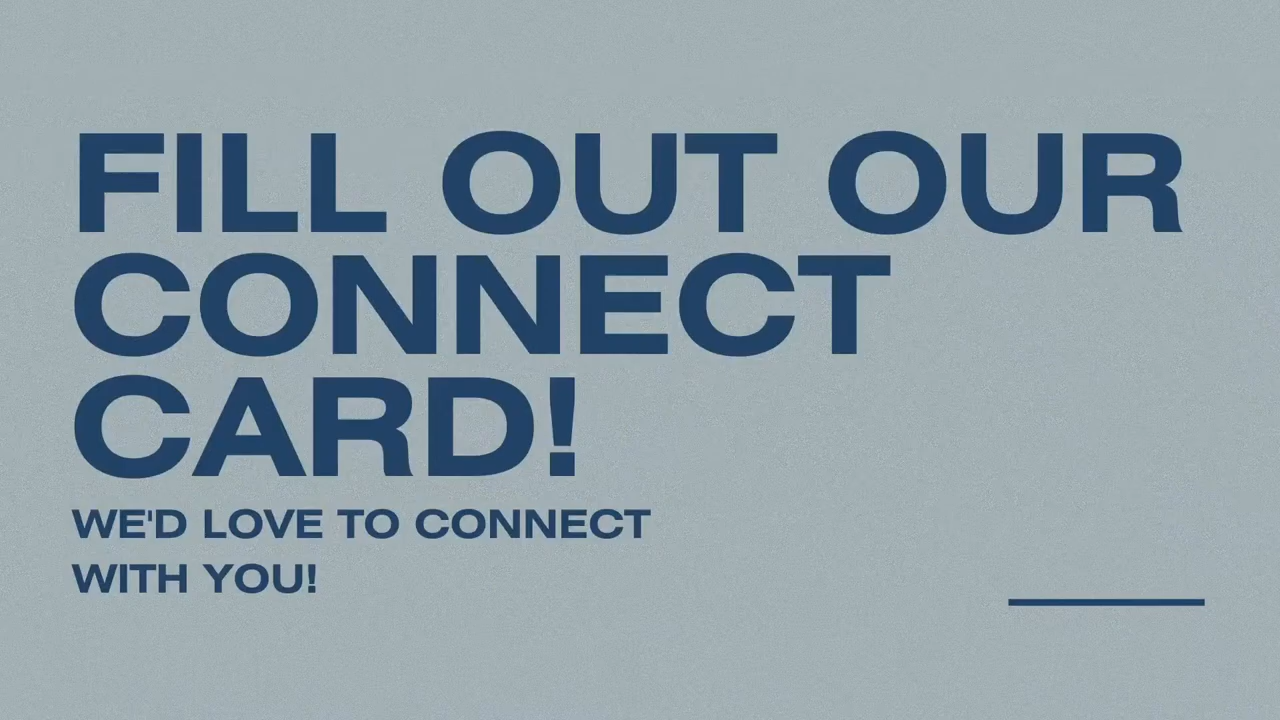 FILL OUT OUR
CONNECT
CARD!
WE'D LOVE TO CONNECT
WITH YOU!